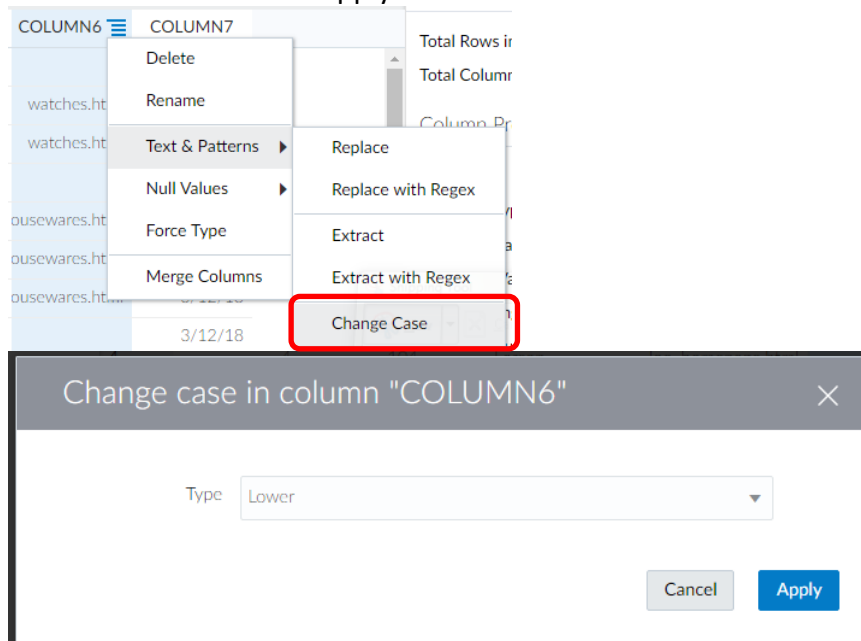 COLUMN6 COLUMN7
Total Rows
Delete
Total
watches.ht
Rename
Column
watches.ht
Text & Patterns
Replace
Null Values
Replace with Regex
ousewares.ht
Force Type
Extract
ousewares.ht
Merge Columns
Extract with Regex
ousewares.ht
Change Case
3/12/18
Change case in column "COLUMN6"
Type Lower
Cancel Apply